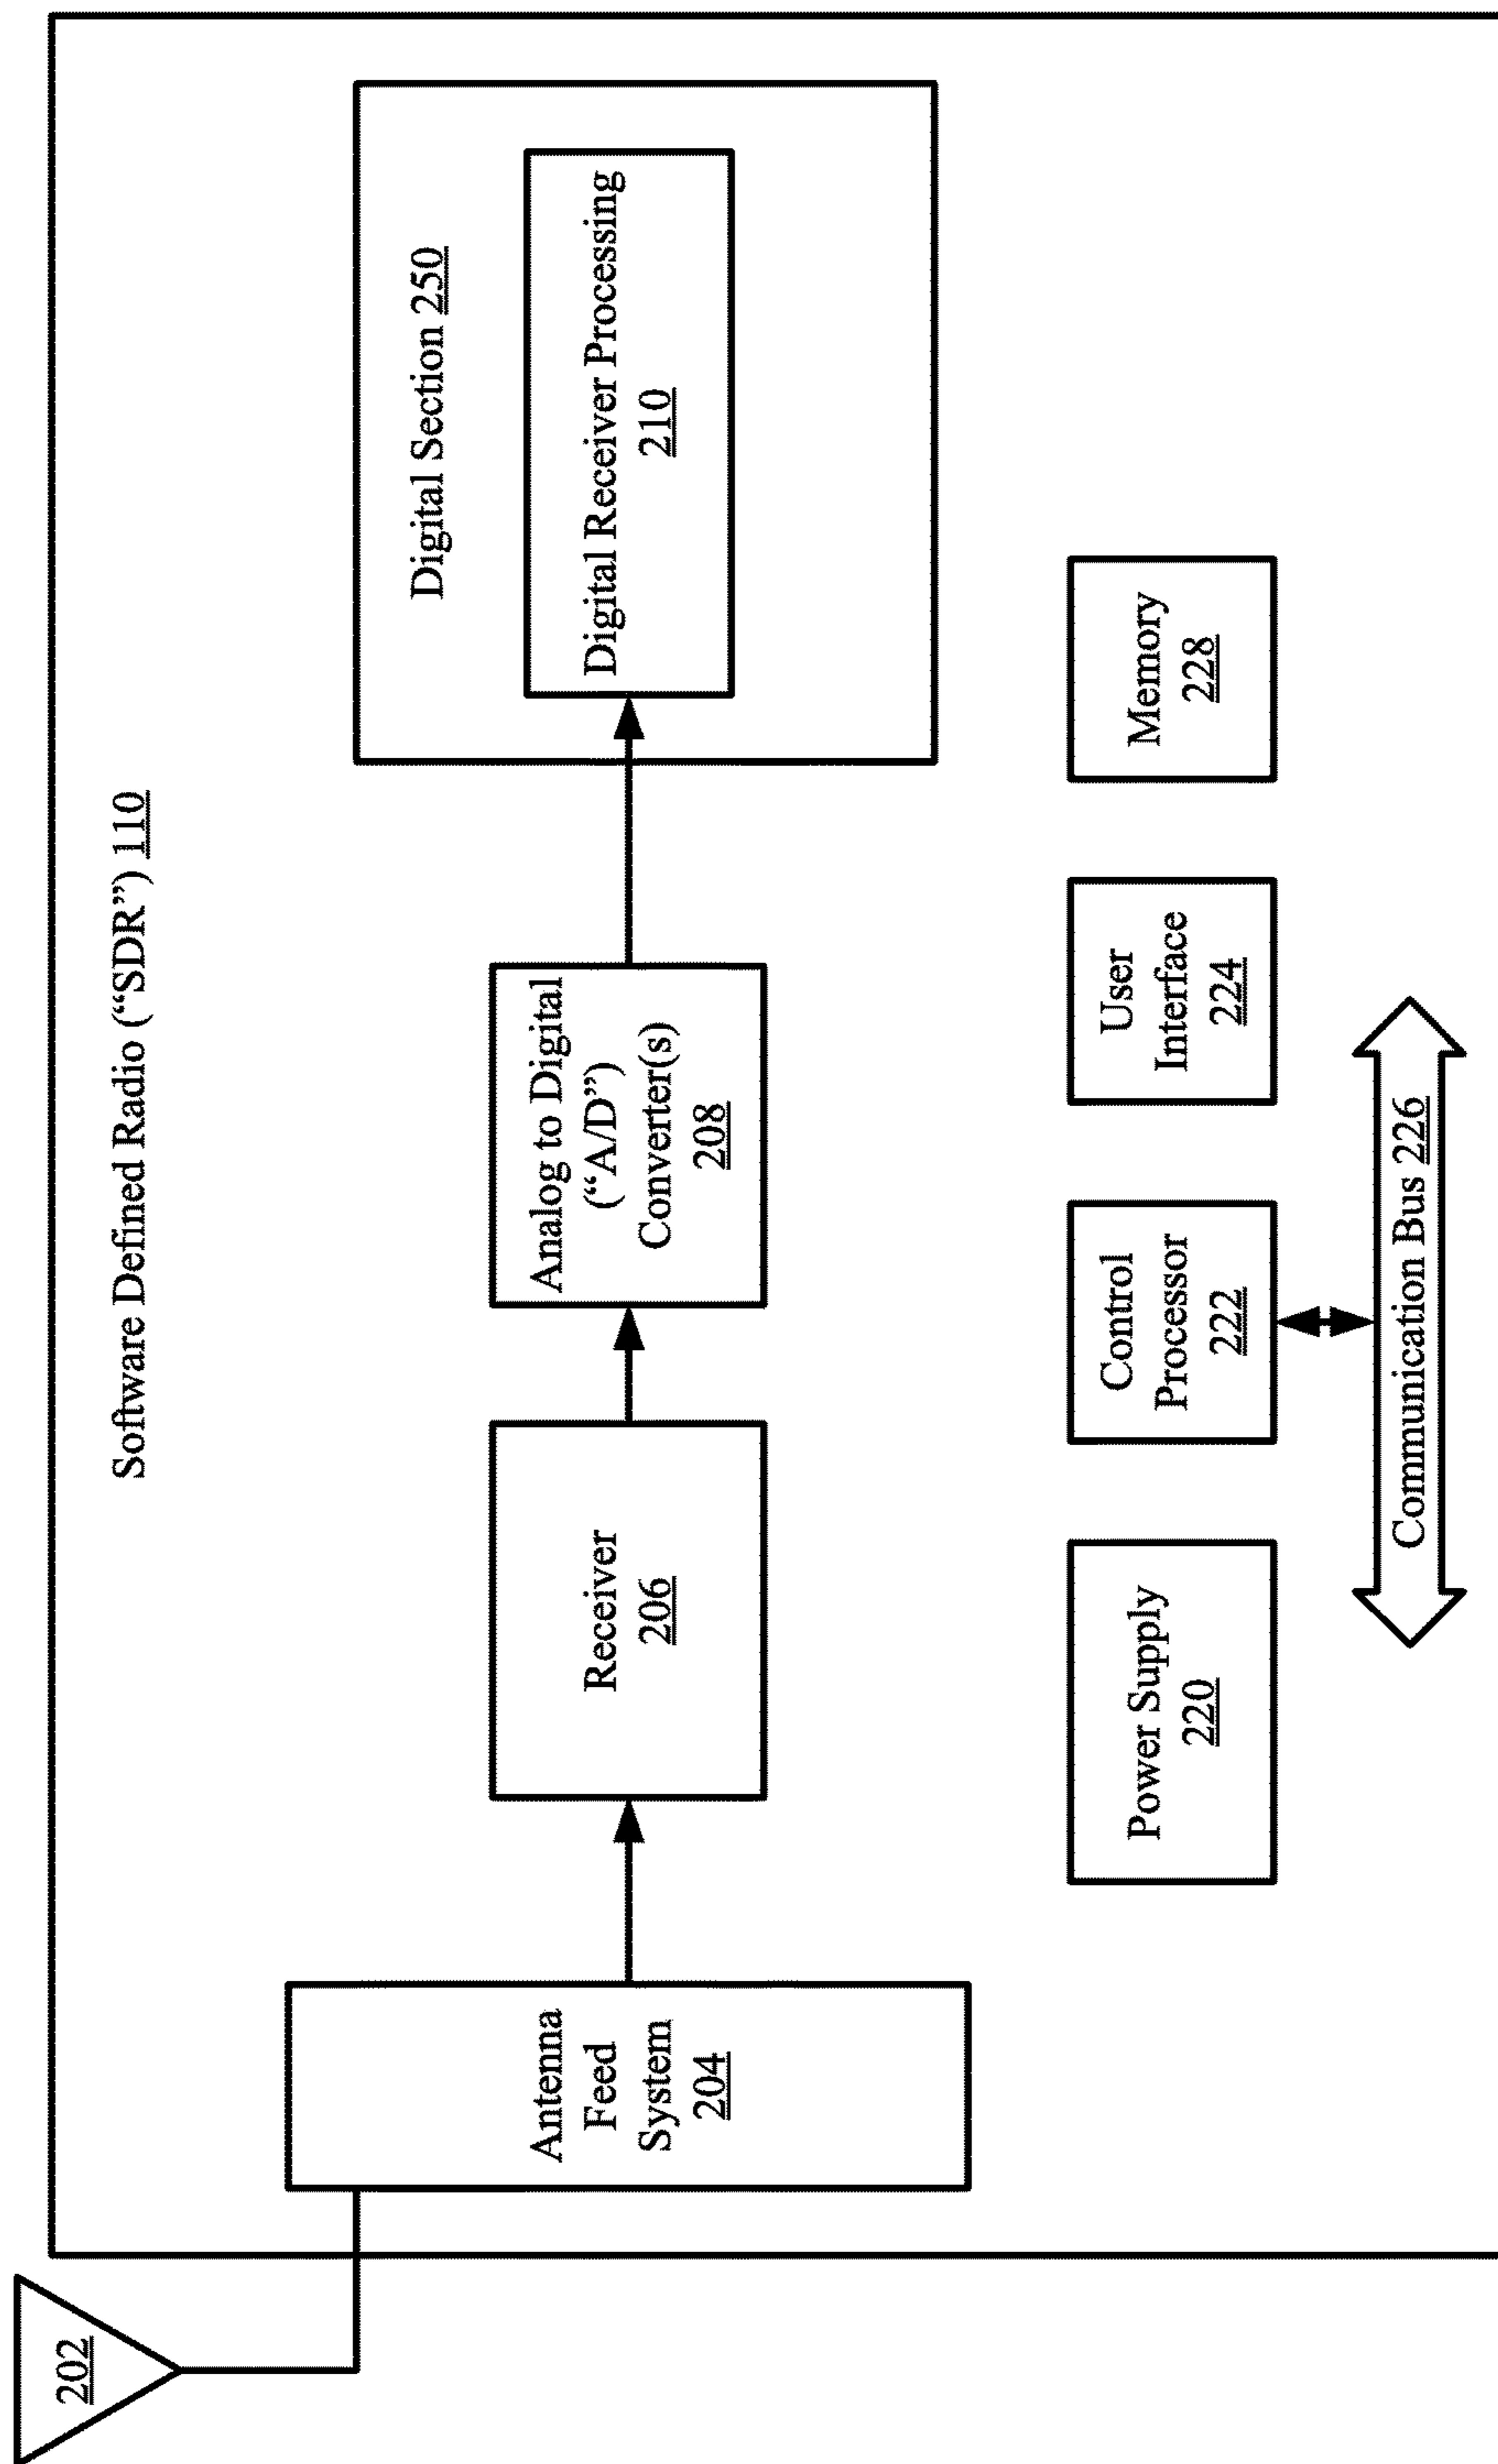 Software Defined Radio (“SDR”) 110
202
Antenna
Feed
System
204
Receiver
206
Analog to Digital
(“A/D”)
Converter(s)
208
Digital Section 250
Digital Receiver Processing
210
Power Supply
220
Control
Processor
222
User
Interface
224
Memory
228
Communication Bus 226